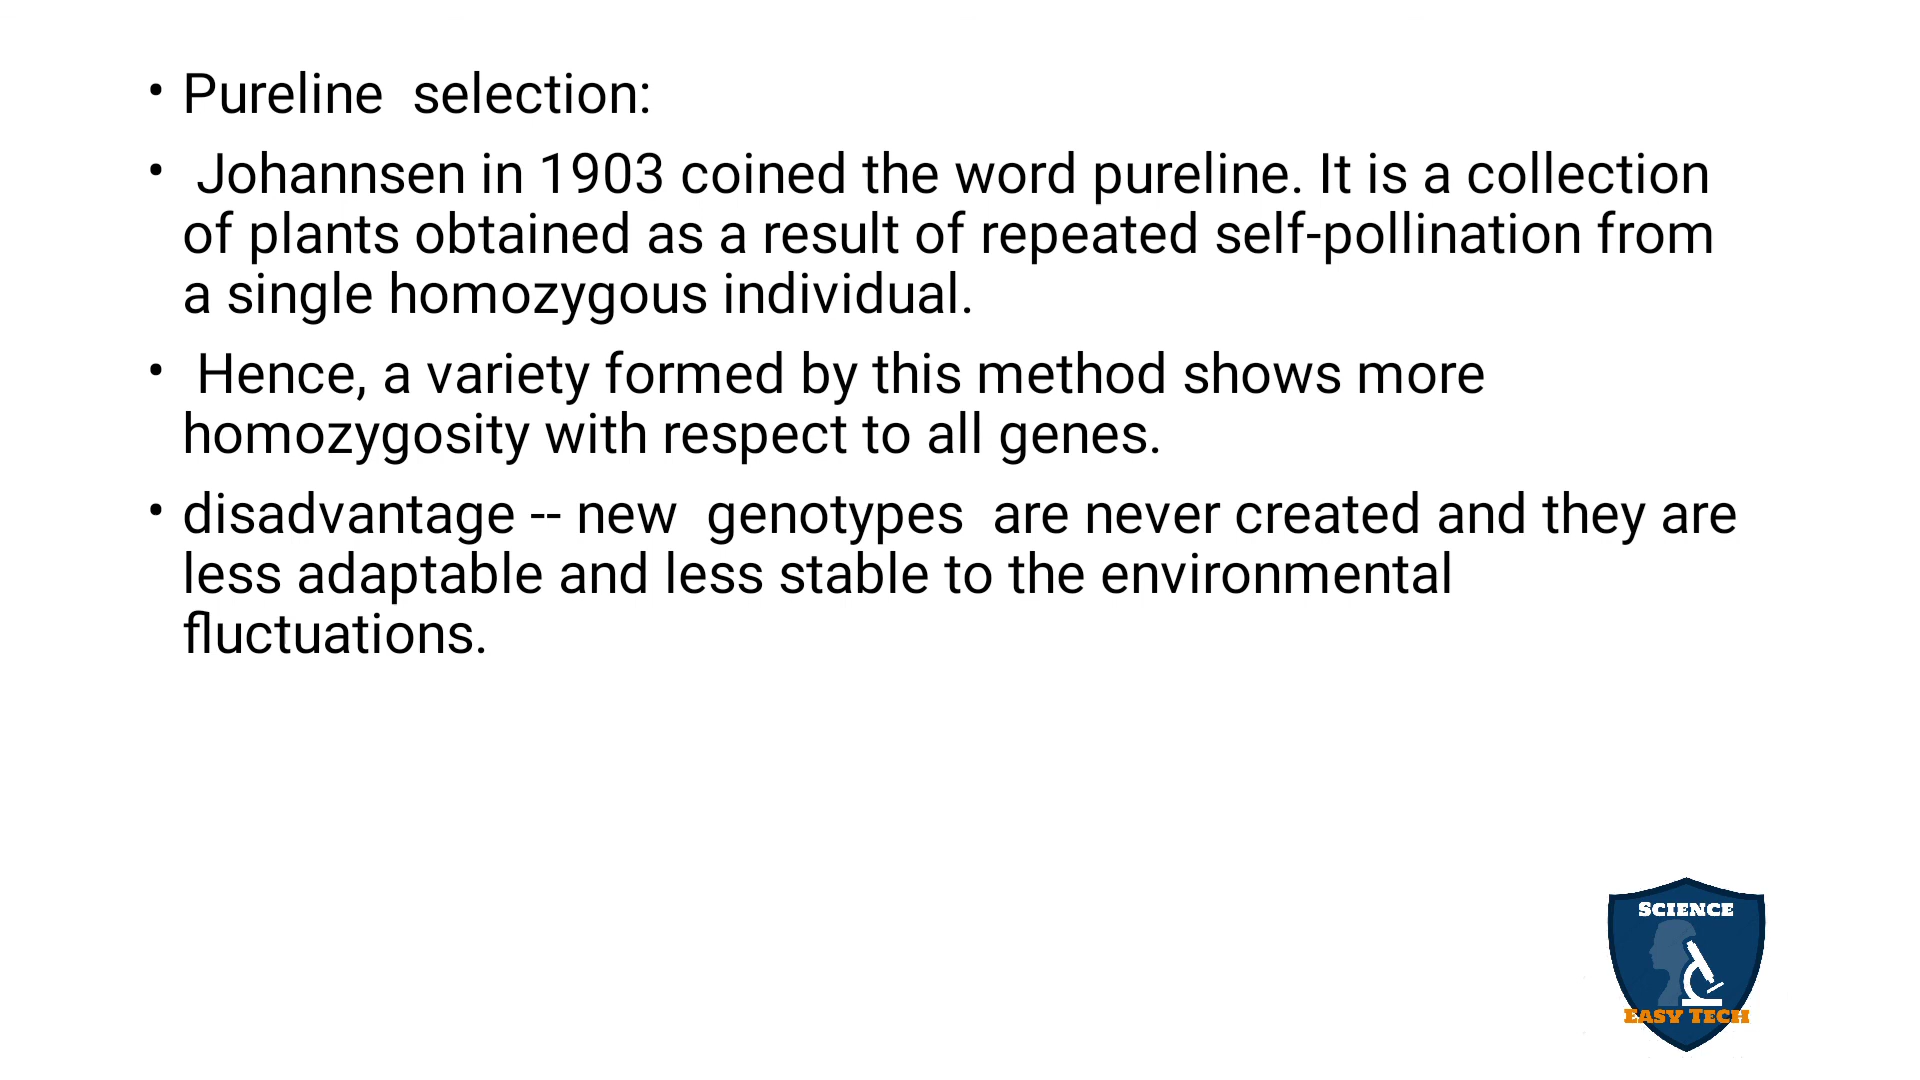 • Pureline  selection:
•  Johannsen in 1903 coined the word pureline. It is a collection
of plants obtained as a result of repeated self-pollination from
a single homozygous individual.
•  Hence, a variety formed by this method shows more
homozygosity with respect to all genes.
• disadvantage -- new  genotypes  are never created and they are
less adaptable and less stable to the environmental
fluctuations.
SCIENCE
EASY TECH